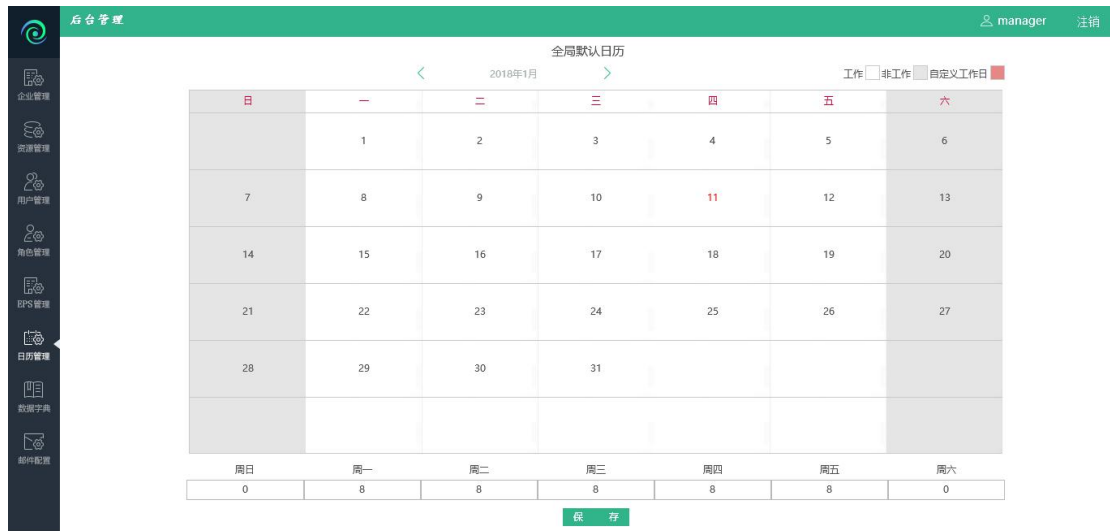 后台管理
manager 注销
全局默认日历
2018年1月
工作 非工作 自定义工作日
企业管理
资源管理
用户管理
角色管理
EPS管理
日历管理
数据字典
邮件配置
日 一 二 三 四 五 六
1 2 3 4 5 6
7 8 9 10 11 12 13
14 15 16 17 18 19 20
21 22 23 24 25 26 27
28 29 30 31
周日 周一 周二 周三 周四 周五 周六
0 8 8 8 8 8 0
保 存